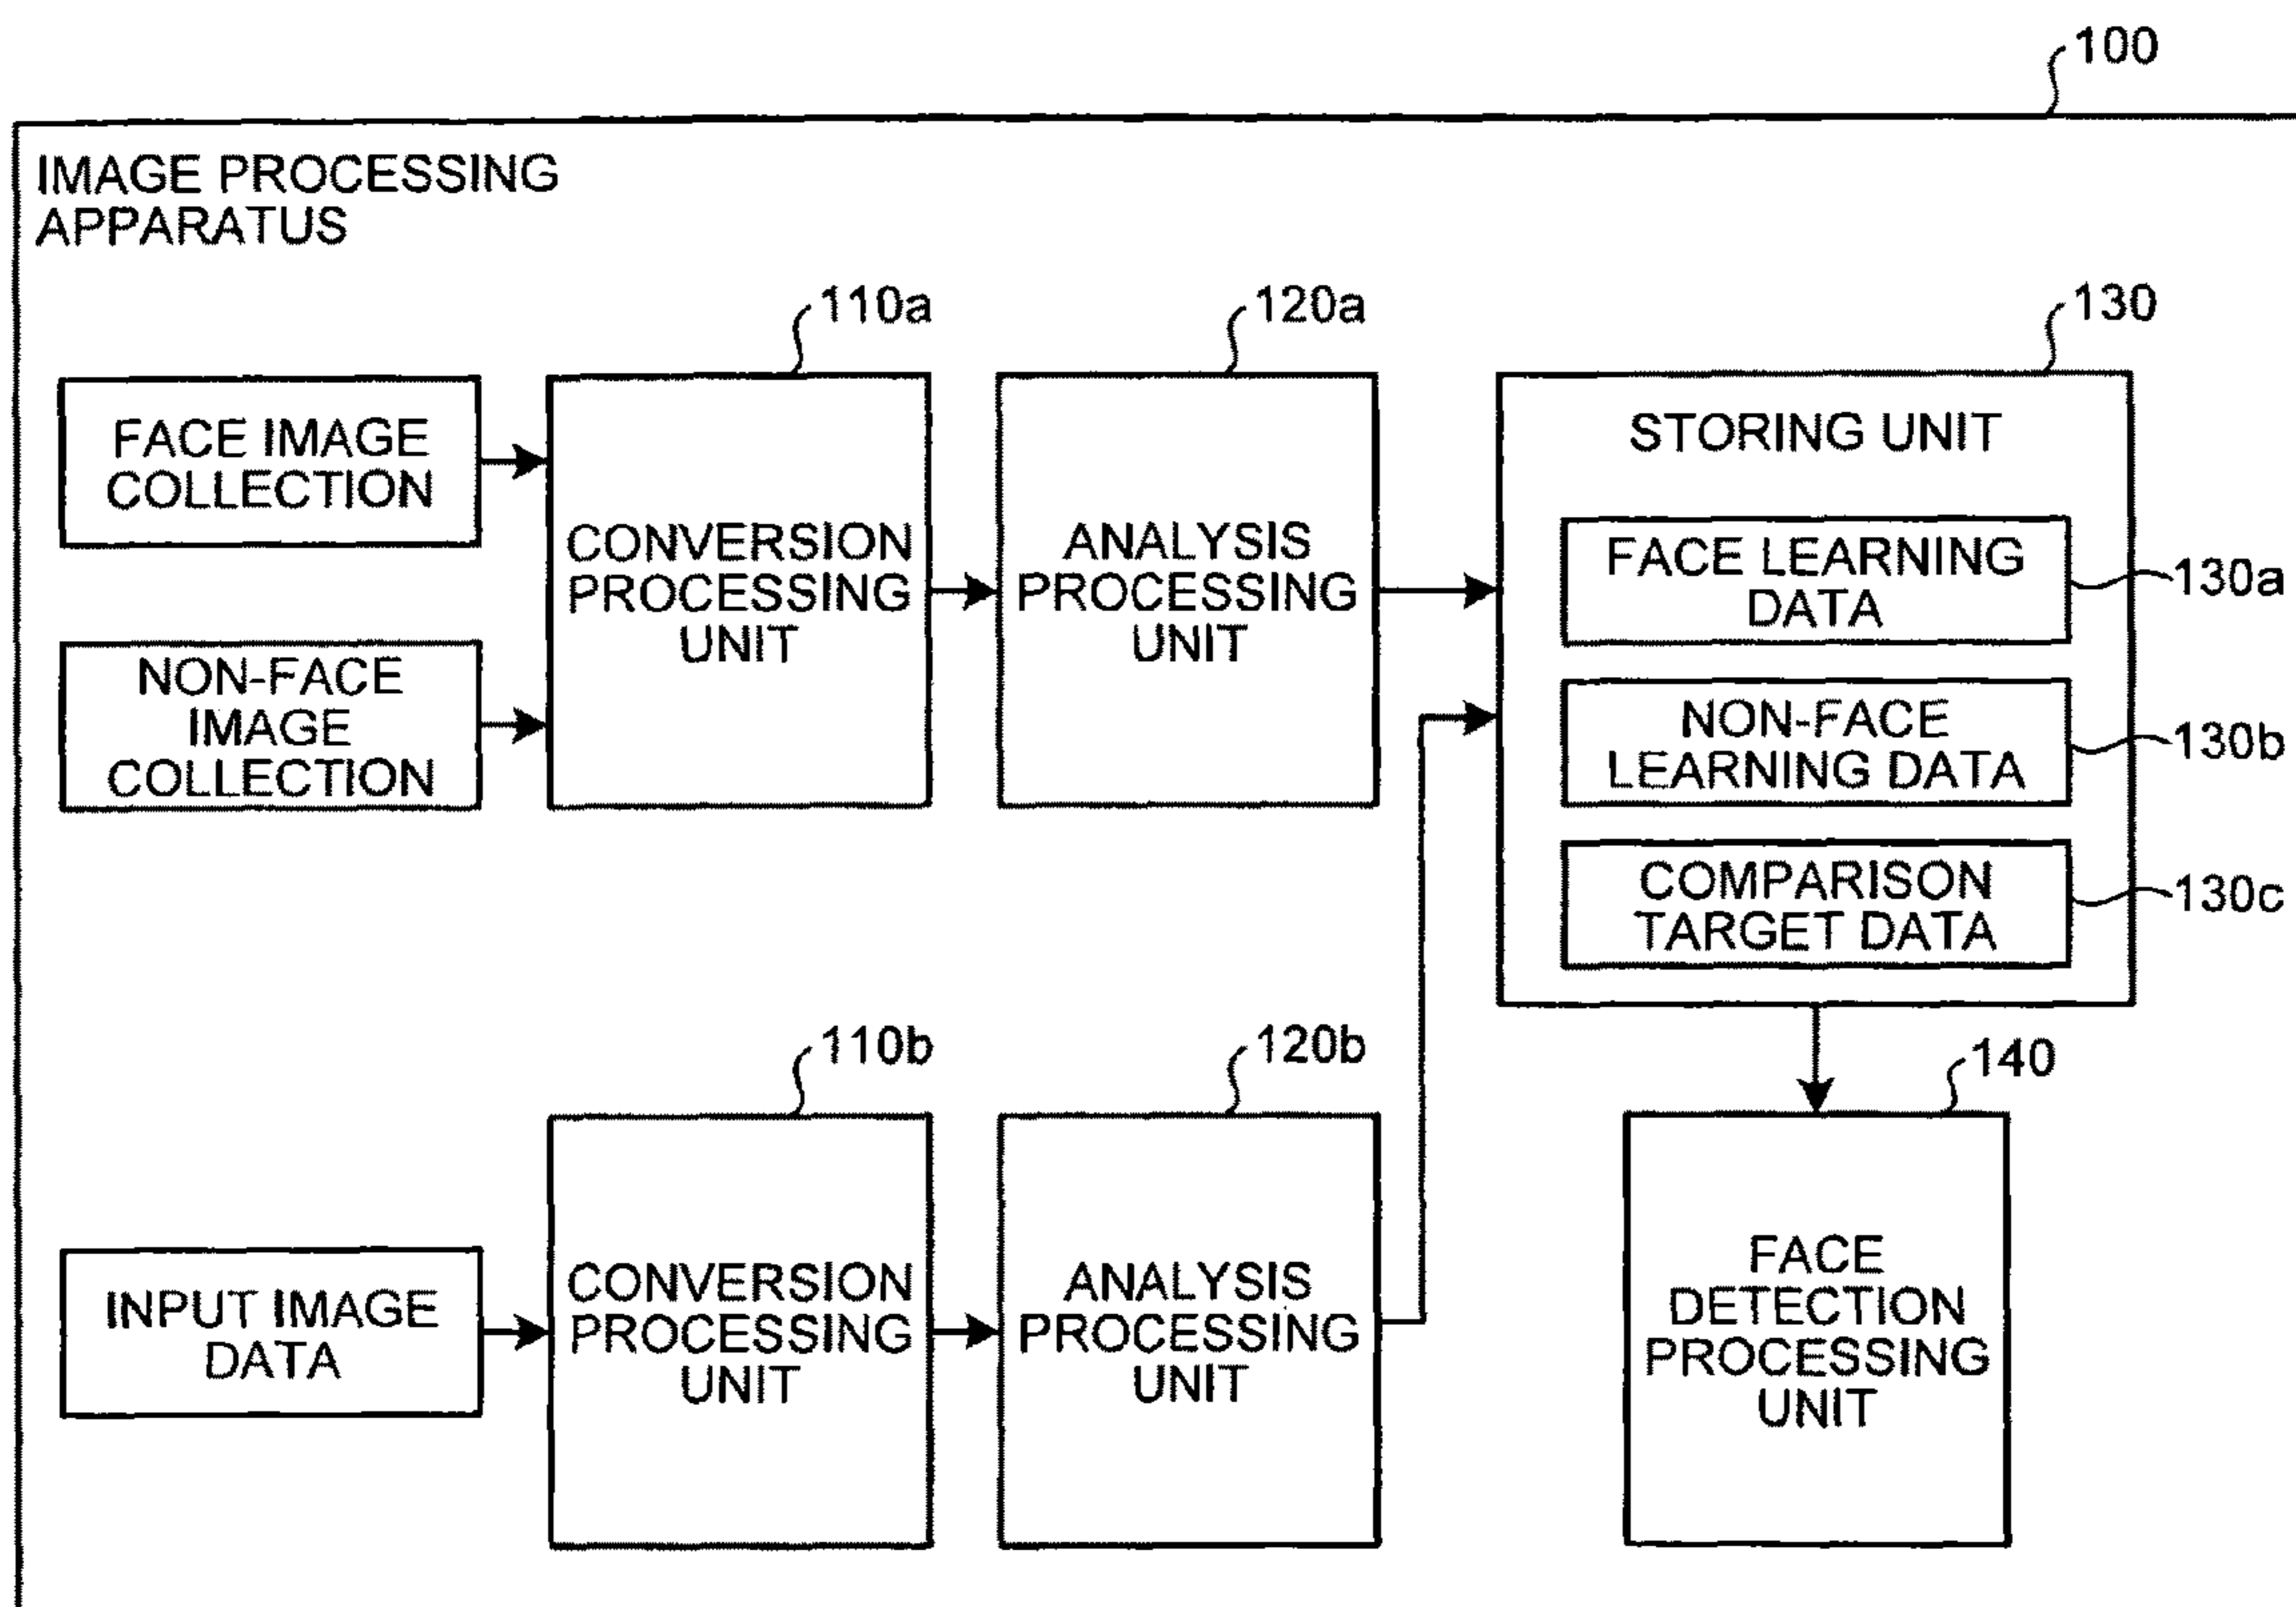 100
IMAGE PROCESSING
APPARATUS
110a
120a
130
FACE IMAGE
COLLECTION
NON-FACE
IMAGE
COLLECTION
CONVERSION
PROCESSING
UNIT
ANALYSIS
PROCESSING
UNIT
STORING UNIT
FACE LEARNING
DATA
130a
NON-FACE
LEARNING DATA
130b
COMPARISON
TARGET DATA
130c
110b
120b
140
INPUT IMAGE
DATA
CONVERSION
PROCESSING
UNIT
ANALYSIS
PROCESSING
UNIT
FACE
DETECTION
PROCESSING
UNIT